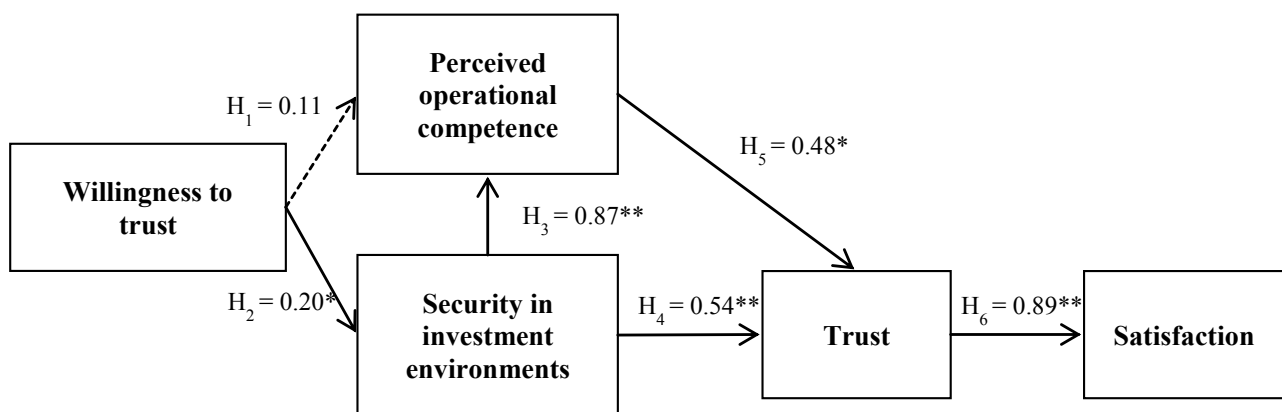 Perceived
operational
competence
H₁ = 0.11
H₅ = 0.48*
Willingness to
trust
H₃ = 0.87**
H₂ = 0.20*
Security in
investment
environments
H₄ = 0.54**
Trust
H₆ = 0.89**
Satisfaction